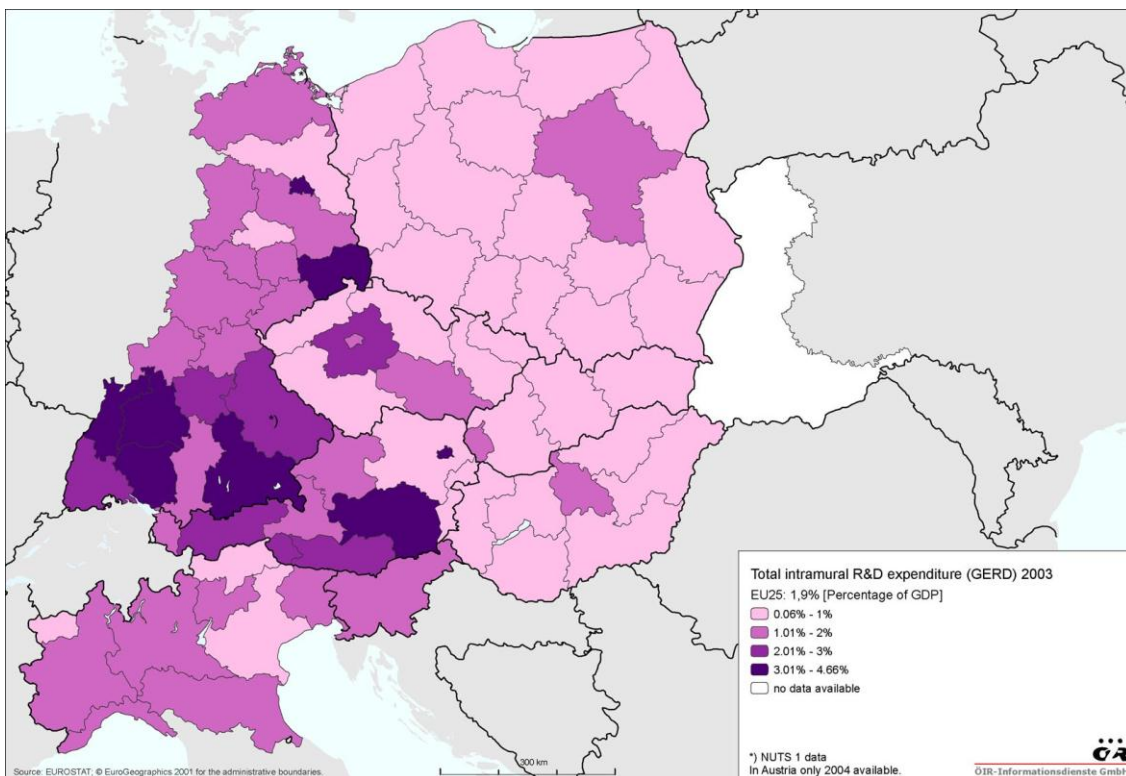 Total intramural R&D expenditure (GERD) 2003
EU25: 1,9% [Percentage of GDP]
0.06% - 1%
1.01% - 2%
2.01% - 3%
3.01% - 4.66%
no data available
*) NUTS 1 data
In Austria only 2004 available.
ÖIR
ÖIR-Informationsdienste GmbH
300 km
Source: EUROSTAT; © EuroGeographics 2001 for the administrative boundaries.